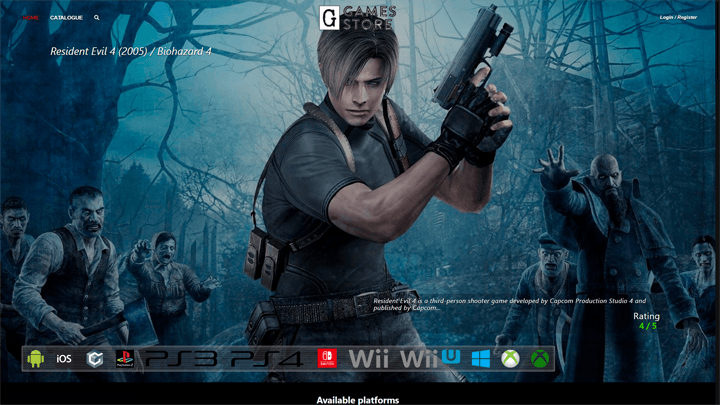 HOME CATALOGUE
G GAMES STORE
Login / Register
Resident Evil 4 (2005) / Biohazard 4
Resident Evil 4 is a third-person shooter game developed by Capcom Production Studio 4 and
published by Capcom...
Rating
4 / 5
iOS PS3 PS4 Wii WiiU
Available platforms